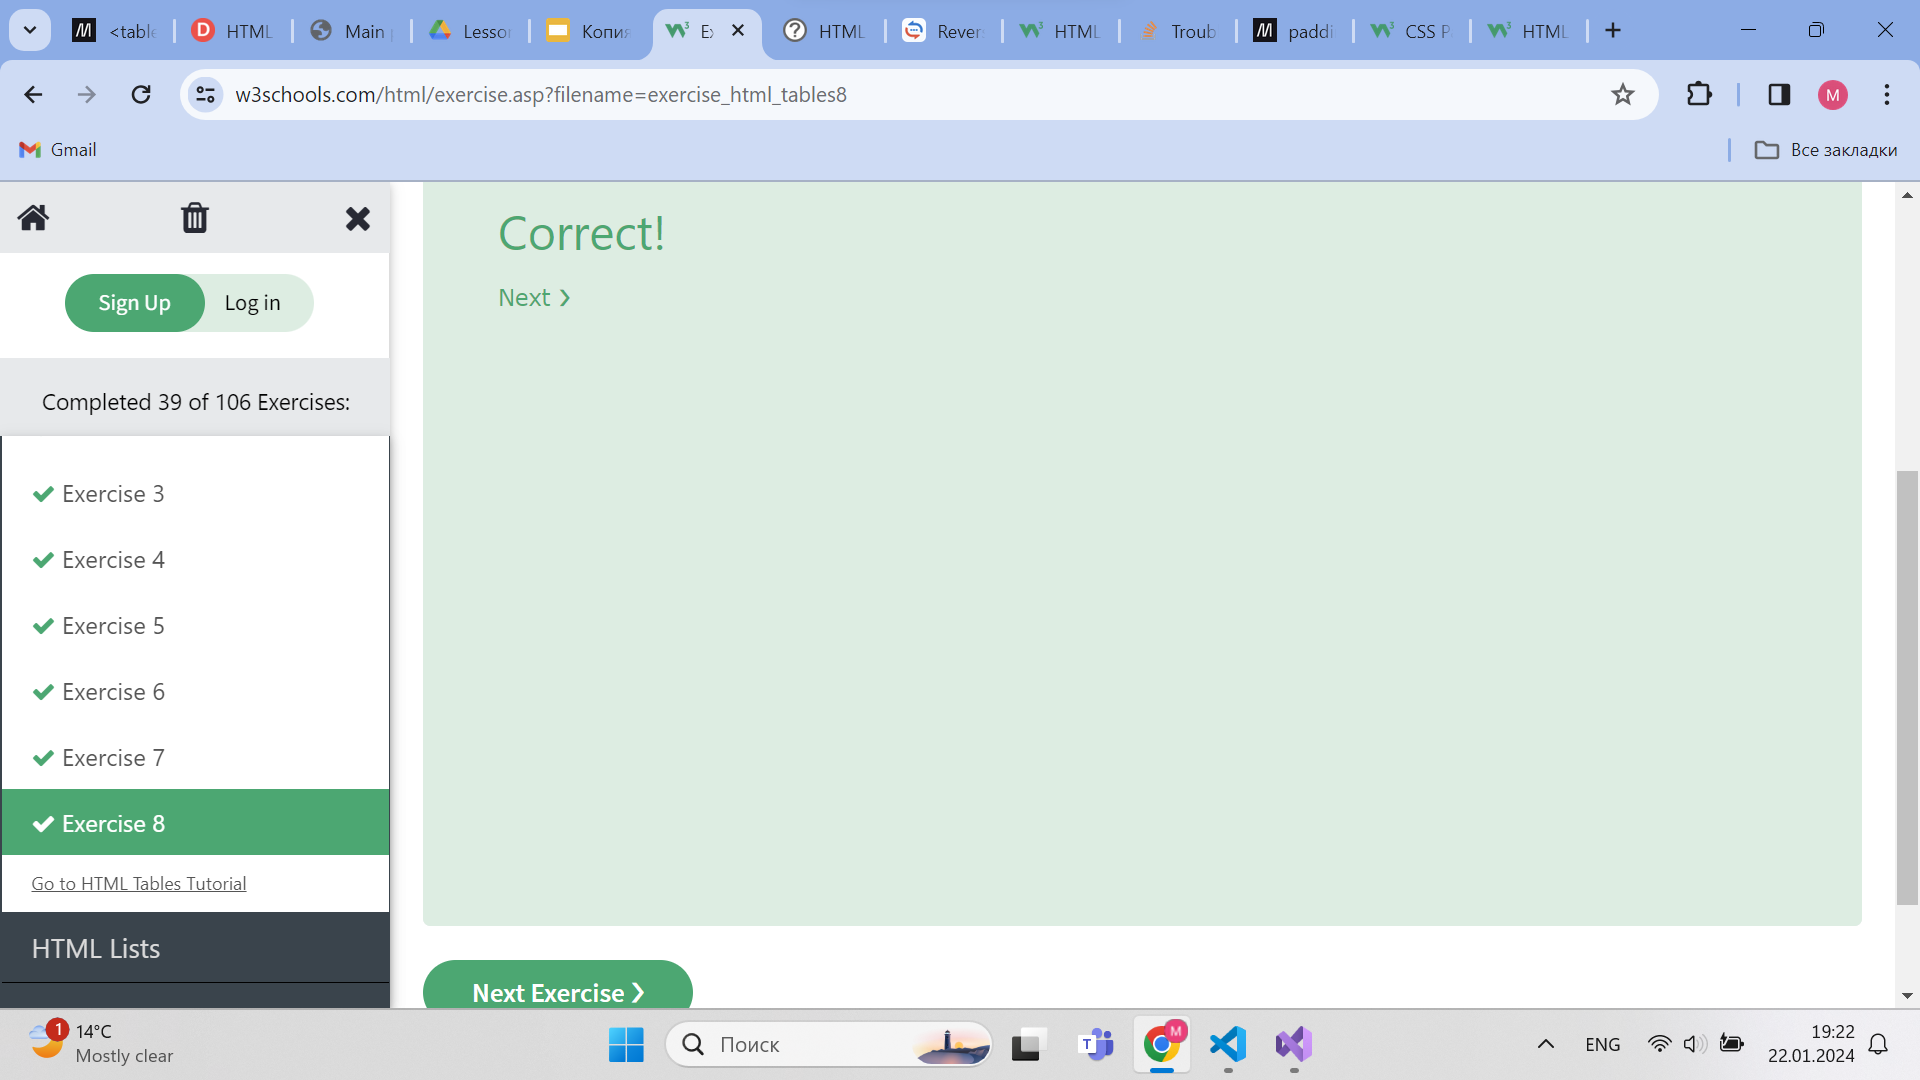 <table
HTML
Main
Lesson
Копия
Ex
HTML
Rever
HTML
Troub
paddi
CSS P
HTML
w3schools.com/html/exercise.asp?filename=exercise_html_tables8
M
Gmail
Все закладки
Sign Up
Log in
Completed 39 of 106 Exercises:
Exercise 3
Exercise 4
Exercise 5
Exercise 6
Exercise 7
Exercise 8
Go to HTML Tables Tutorial
HTML Lists
Correct!
Next ❯
Next Exercise ❯
1
14°C
Mostly clear
Поиск
M
ENG
19:22
22.01.2024